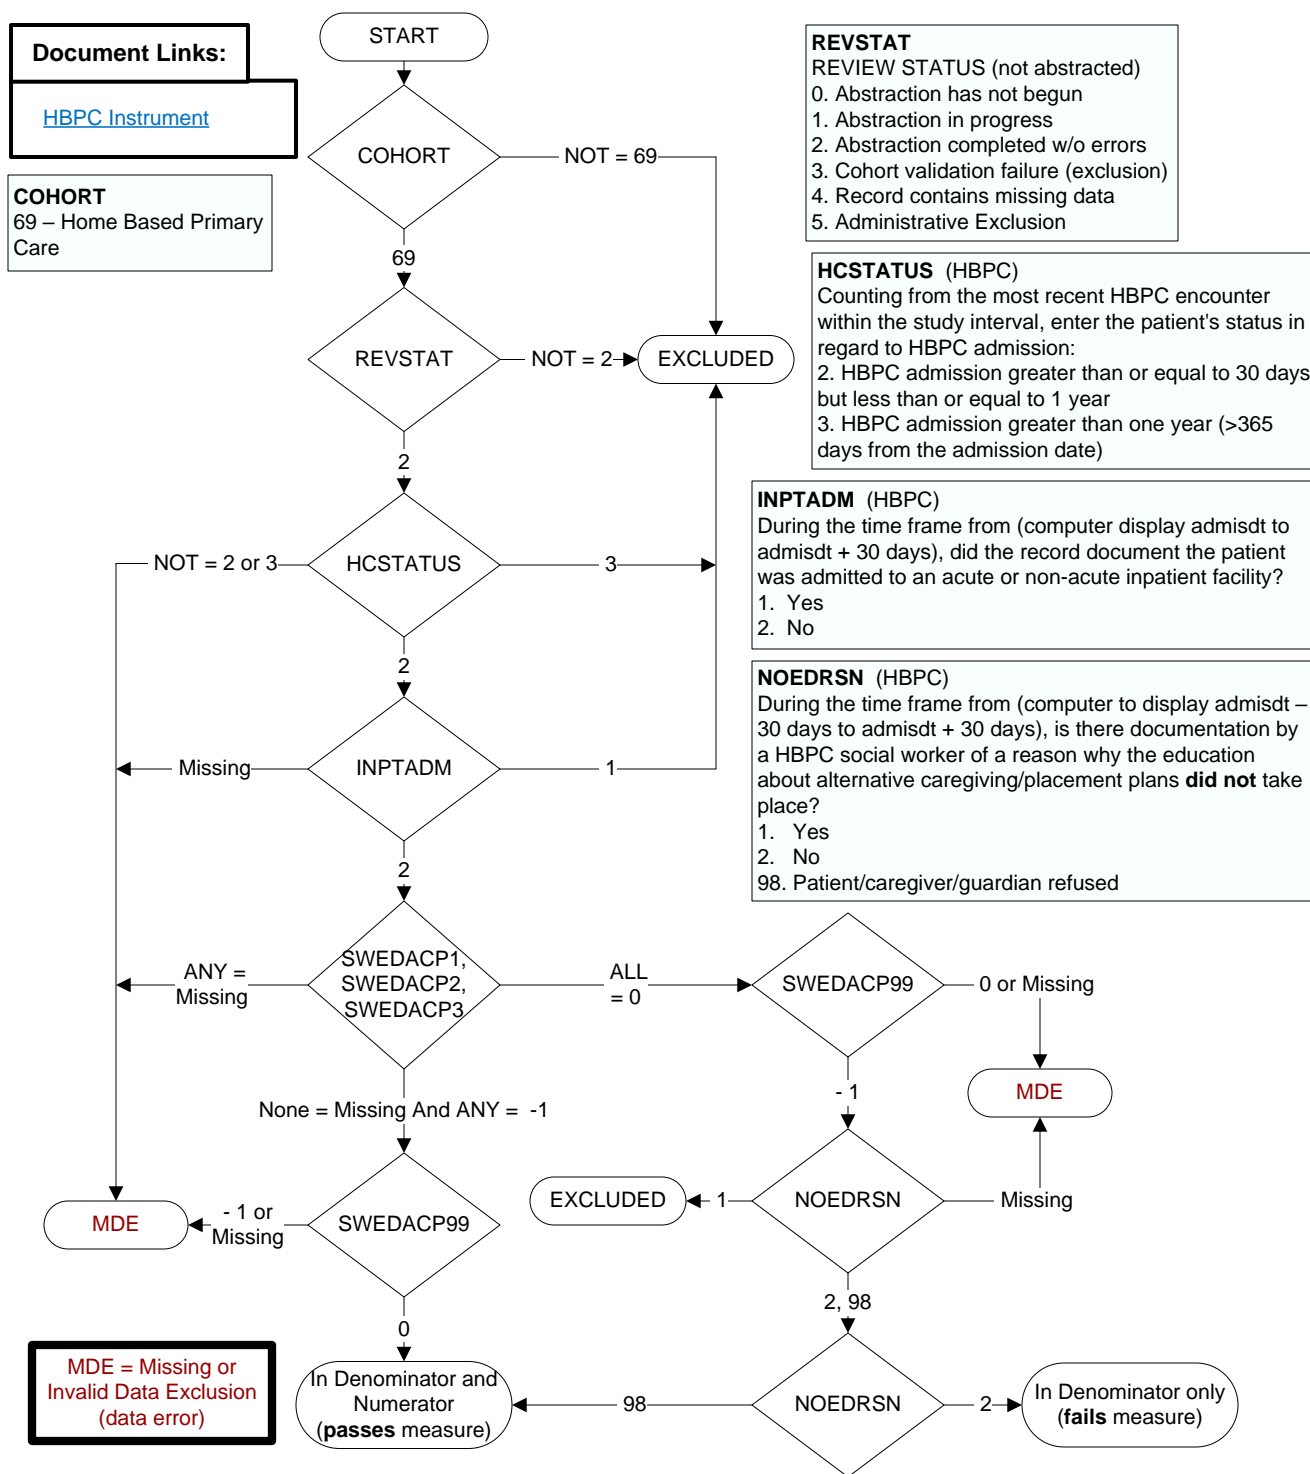 START
Document Links:
HBPC Instrument
COHORT
69 – Home Based Primary
Care
REVSTAT
REVIEW STATUS (not abstracted)
0. Abstraction has not begun
1. Abstraction in progress
2. Abstraction completed w/o errors
3. Cohort validation failure (exclusion)
4. Record contains missing data
5. Administrative Exclusion
COHORT
NOT = 69
69
HCSTATUS (HBPC)
Counting from the most recent HBPC encounter
within the study interval, enter the patient's status in
regard to HBPC admission:
2. HBPC admission greater than or equal to 30 days
but less than or equal to 1 year
3. HBPC admission greater than one year (>365
days from the admission date)
REVSTAT
NOT = 2
EXCLUDED
2
INPTADM (HBPC)
During the time frame from (computer display admisdt to
admisdt + 30 days), did the record document the patient
was admitted to an acute or non-acute inpatient facility?
1. Yes
2. No
NOT = 2 or 3
HCSTATUS
3
2
NOEDRSN (HBPC)
During the time frame from (computer to display admisdt –
30 days to admisdt + 30 days), is there documentation by
a HBPC social worker of a reason why the education
about alternative caregiving/placement plans did not take
place?
1. Yes
2. No
98. Patient/caregiver/guardian refused
Missing
INPTADM
1
2
ANY =
Missing
SWEDACP1,
SWEDACP2,
SWEDACP3
ALL
= 0
SWEDACP99
0 or Missing
MDE
- 1
None = Missing And ANY = -1
EXCLUDED
1
NOEDRSN
Missing
MDE
- 1 or
Missing
SWEDACP99
0
2, 98
MDE = Missing or
Invalid Data Exclusion
(data error)
In Denominator and
Numerator
(passes measure)
98
NOEDRSN
2
In Denominator only
(fails measure)